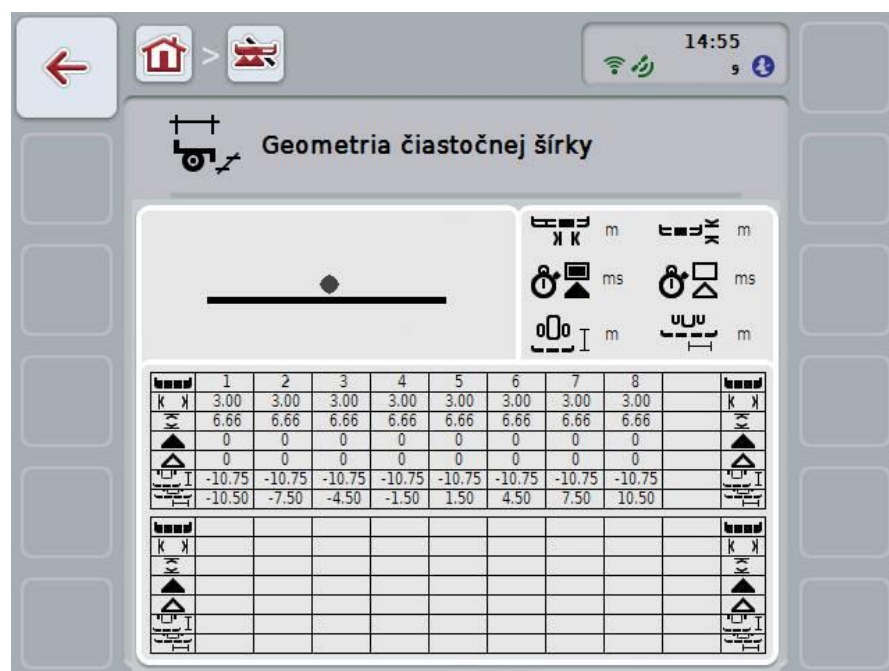 >
14:55
9
Geometria čiastočnej šírky
m m
ms ms
m m
1 2 3 4 5 6 7 8
3.00 3.00 3.00 3.00 3.00 3.00 3.00 3.00
6.66 6.66 6.66 6.66 6.66 6.66 6.66 6.66
0 0 0 0 0 0 0 0
0 0 0 0 0 0 0 0
-10.75 -10.75 -10.75 -10.75 -10.75 -10.75 -10.75 -10.75
-10.50 -7.50 -4.50 -1.50 1.50 4.50 7.50 10.50